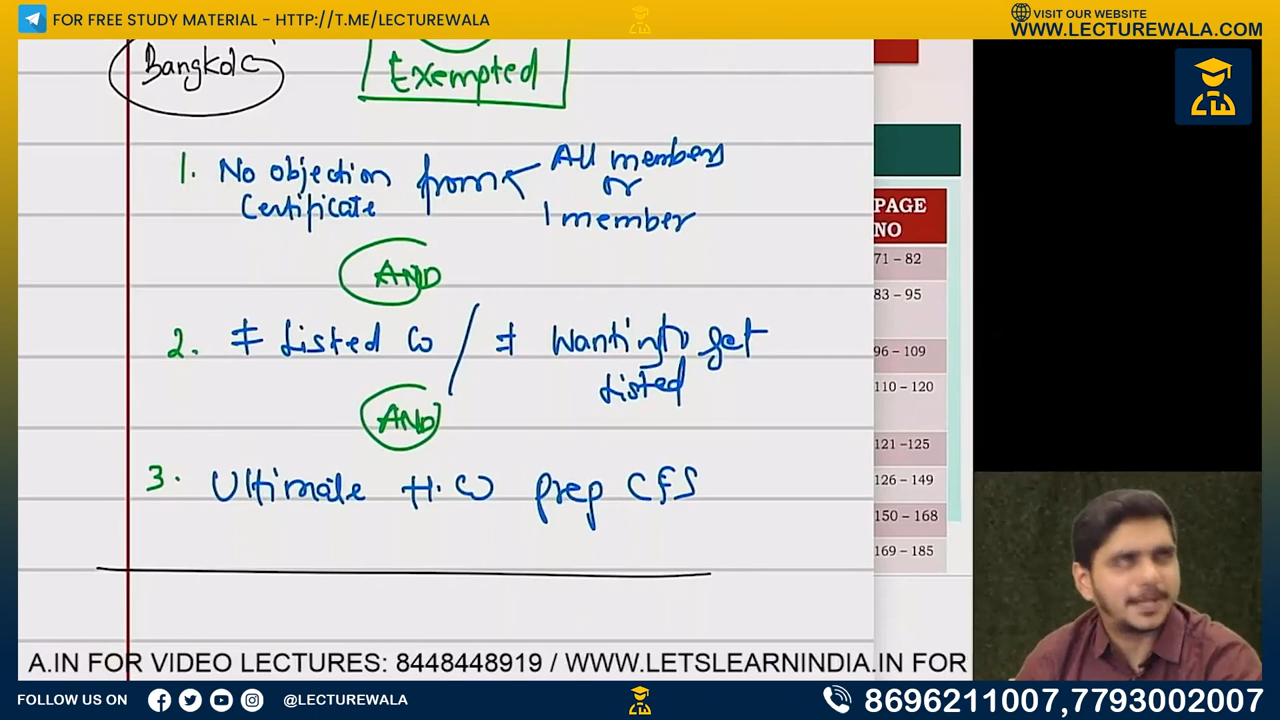 FOR FREE STUDY MATERIAL - HTTP://T.ME/LECTUREWALA
VISIT OUR WEBSITE
WWW.LECTUREWALA.COM
Exempted
1. No objection Certificate from All members or 1 member
AND
2. ≠ Listed Co / ≠ Wanting to get Listed
AND
3. Ultimate H.Co prep CFS
PAGE NO
71 – 82
83 – 95
96 – 109
110 – 120
121 –125
126 – 149
150 – 168
169 – 185
A.IN FOR VIDEO LECTURES: 8448448919 / WWW.LETSLEARNINDIA.IN FOR
FOLLOW US ON
@LECTUREWALA
8696211007,7793002007